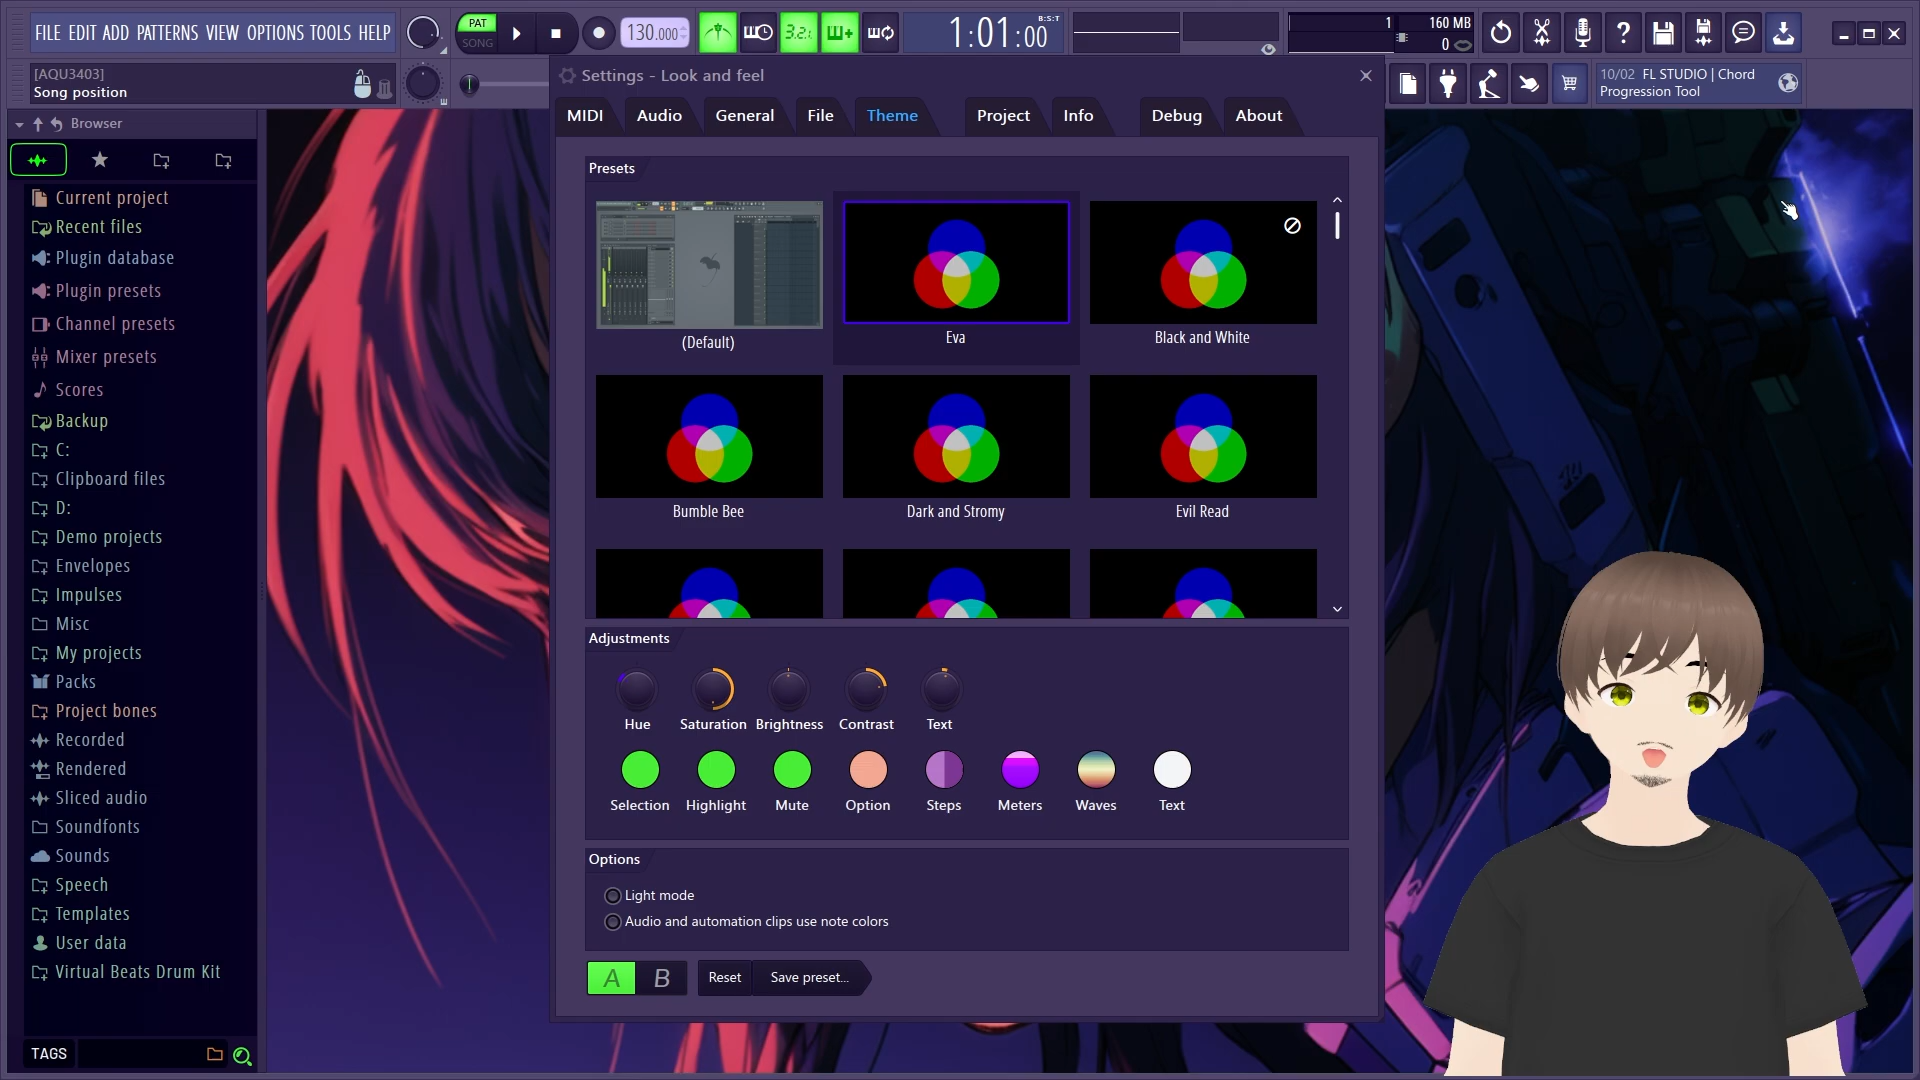 FILE EDIT ADD PATTERNS VIEW OPTIONS TOOLS HELP
PAT
SONG
130.000
3.2.
1:01:00
B:S:T
1
160 MB
0
[AQU3403]
Song position
10/02 FL STUDIO | Chord
Progression Tool
Browser
Current project
Recent files
Plugin database
Plugin presets
Channel presets
Mixer presets
Scores
Backup
C:
Clipboard files
D:
Demo projects
Envelopes
Impulses
Misc
My projects
Packs
Project bones
Recorded
Rendered
Sliced audio
Soundfonts
Sounds
Speech
Templates
User data
Virtual Beats Drum Kit
TAGS
Settings - Look and feel
MIDI
Audio
General
File
Theme
Project
Info
Debug
About
Presets
(Default)
Eva
Black and White
Bumble Bee
Dark and Stromy
Evil Read
Adjustments
Hue
Saturation
Brightness
Contrast
Text
Selection
Highlight
Mute
Option
Steps
Meters
Waves
Text
Options
Light mode
Audio and automation clips use note colors
A
B
Reset
Save preset...